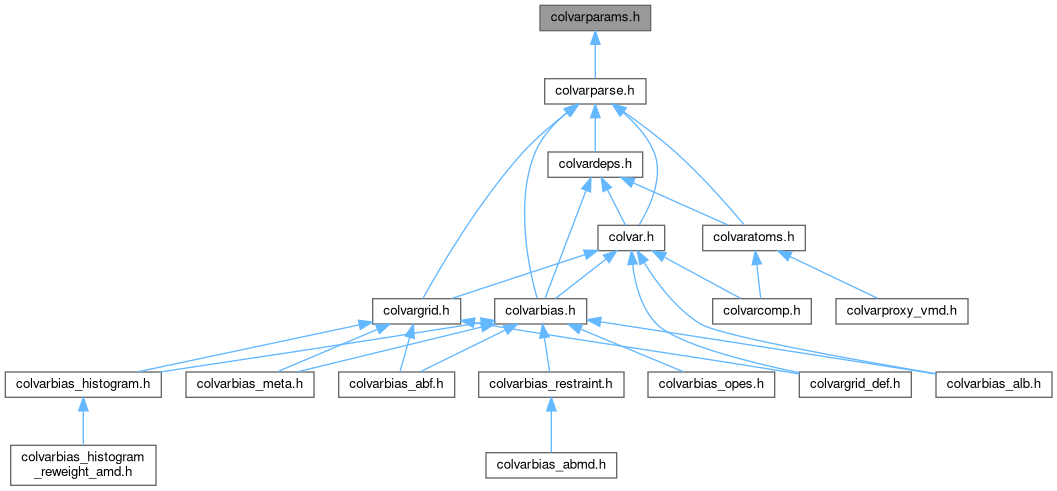 colvarparams.h
colvarparse.h
colvardeps.h
colvar.h
colvaratoms.h
colvargrid.h
colvarbias.h
colvarcomp.h
colvarproxy_vmd.h
colvarbias_histogram.h
colvarbias_meta.h
colvarbias_abf.h
colvarbias_restraint.h
colvarbias_opes.h
colvargrid_def.h
colvarbias_alb.h
colvarbias_histogram
_reweight_amd.h
colvarbias_abmd.h